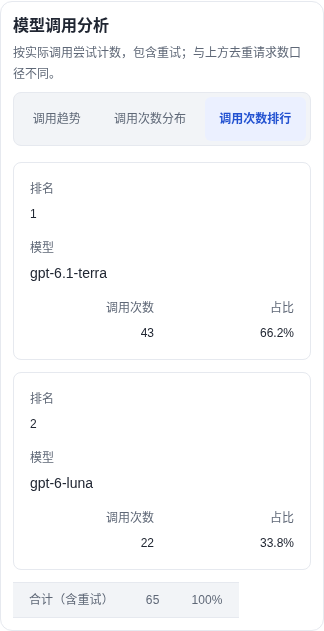 模型调用分析
按实际调用尝试计数，包含重试；与上方去重请求数口
径不同。
调用趋势 调用次数分布 调用次数排行
排名
1
模型
gpt-6.1-terra
调用次数 占比
43 66.2%
排名
2
模型
gpt-6-luna
调用次数 占比
22 33.8%
合计（含重试） 65 100%